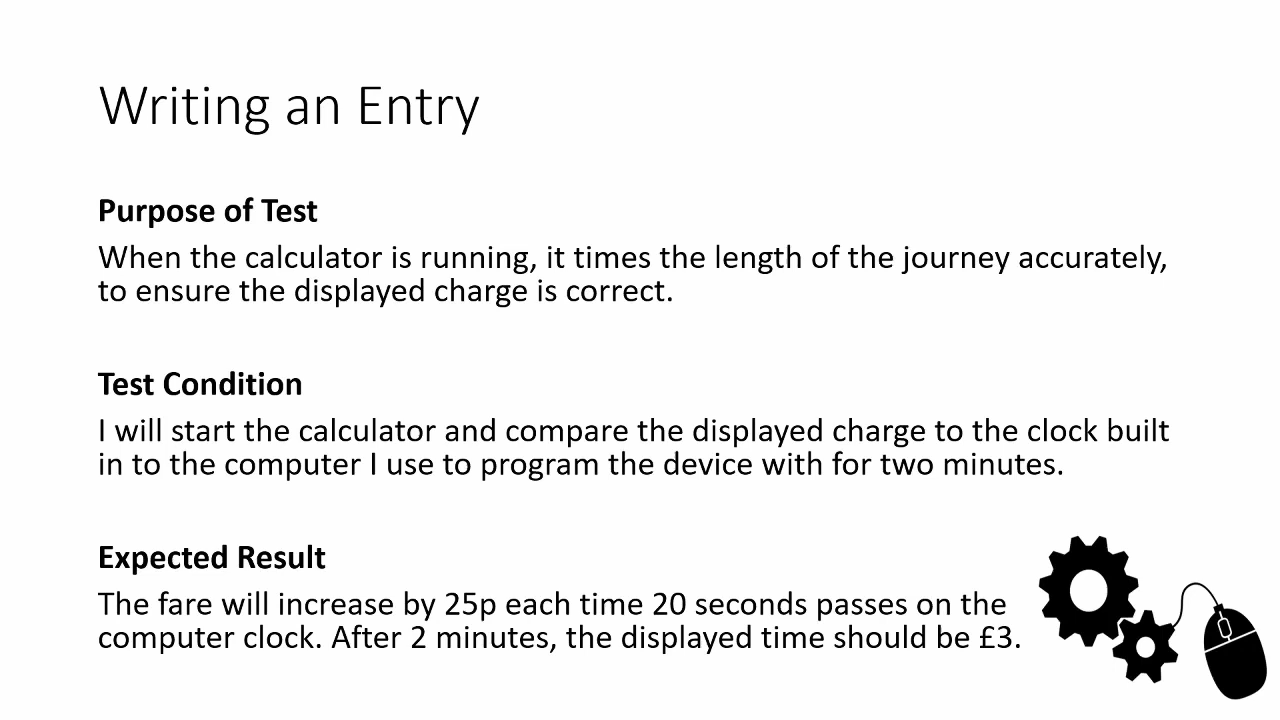 Writing an Entry
Purpose of Test
When the calculator is running, it times the length of the journey accurately,
to ensure the displayed charge is correct.
Test Condition
I will start the calculator and compare the displayed charge to the clock built
in to the computer I use to program the device with for two minutes.
Expected Result
The fare will increase by 25p each time 20 seconds passes on the
computer clock. After 2 minutes, the displayed time should be £3.